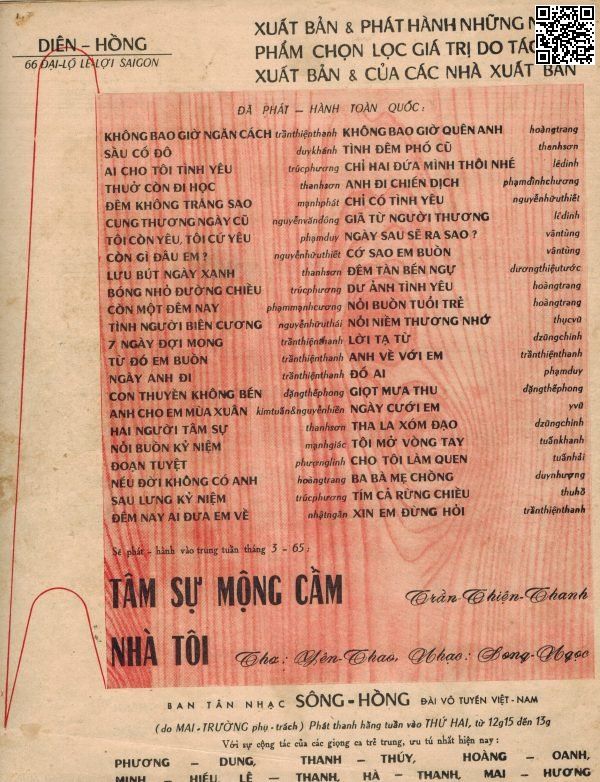 DIÊN - HỒNG
66 ĐẠI-LỘ LÊ-LỢI SAIGON
XUẤT BẢN & PHÁT HÀNH NHỮNG
PHẨM CHỌN LỌC GIÁ TRỊ DO TÁC
XUẤT BẢN & CỦA CÁC NHÀ XUẤT BẢN
ĐÃ PHÁT - HÀNH TOÀN QUỐC :
KHÔNG BAO GIỜ NGĂN CÁCH trầnthiệnthanh
SẦU CỐ ĐÔ duykhánh
AI CHO TÔI TÌNH YÊU trúcphương
THUỞ CÒN ĐI HỌC thanhsơn
ĐÊM KHÔNG TRĂNG SAO mạnhphát
CUNG THƯƠNG NGÀY CŨ nguyễnvănđông
TÔI CÒN YÊU, TÔI CỨ YÊU phạmduy
CÒN GÌ ĐÂU EM ? nguyễnhữuthiết
LƯU BÚT NGÀY XANH thanhsơn
BÓNG NHỎ ĐƯỜNG CHIỀU trúcphương
CÒN MỘT ĐÊM NAY phạmmạnhcương
TÌNH NGƯỜI BIÊN CƯƠNG nguyễnhữuthái
7 NGÀY ĐỢI MONG trầnthiệnthanh
TỪ ĐÓ EM BUỒN trầnthiệnthanh
NGÀY ANH ĐI trầnthiệnthanh
CON THUYỀN KHÔNG BẾN đặngthếphong
ANH CHO EM MÙA XUÂN kimtuấn&nguyễnhiền
HAI NGƯỜI TÂM SỰ thanhsơn
NỖI BUỒN KỶ NIỆM mạnhgiác
ĐOẠN TUYỆT phượnglinh
NẾU ĐỜI KHÔNG CÓ ANH hoàngtrang
SAU LƯNG KỶ NIỆM trúcphương
ĐÊM NAY AI ĐƯA EM VỀ nhậtngân
KHÔNG BAO GIỜ QUÊN ANH hoàngtrang
TÌNH ĐÊM PHỐ CŨ thanhsơn
CHỈ HAI ĐỨA MÌNH THÔI NHÉ lêdinh
ANH ĐI CHIẾN DỊCH phạmđìnhchương
CHỈ CÓ TÌNH YÊU nguyễnhữuthiết
GIÃ TỪ NGƯỜI THƯƠNG lêdinh
NGÀY SAU SẼ RA SAO ? văntùng
CỚ SAO EM BUỒN văntùng
ĐÊM TÀN BẾN NGỰ dươngthiệutước
DƯ ẢNH TÌNH YÊU hoàngtrang
NỖI BUỒN TUỔI TRẺ hoàngtrang
NỖI NIỀM THƯƠNG NHỚ thụcvũ
LỜI TẠ TỪ dzũngchinh
ANH VỀ VỚI EM trầnthiệnthanh
ĐỐ AI phạmduy
GIỌT MƯA THU đặngthếphong
NGÀY CƯỚI EM yvũ
THA LA XÓM ĐẠO dzũngchinh
TÔI MỞ VÒNG TAY tuấnkhanh
CHO TÔI LÀM QUEN tuấnhải
BA BÀ MẸ CHỒNG duynhượng
TÍM CẢ RỪNG CHIỀU thuhồ
XIN EM ĐỪNG HỎI trầnthiệnthanh
Sẽ phát - hành vào trung tuần tháng 3 - 65 :
TÂM SỰ MỘNG CẦM Trần-Thiện-Thanh
NHÀ TÔI Thơ: Yên-Thao, Nhạc: Song-Ngọc
BAN TÂN NHẠC SÔNG-HỒNG ĐÀI VÔ TUYẾN VIỆT-NAM
(do MAI-TRƯỜNG phụ-trách) Phát thanh hằng tuần vào THỨ HAI, từ 12g15 đến 13g
Với sự cộng tác của các giọng ca trẻ trung, ưu tú nhất hiện nay :
PHƯƠNG - DUNG, THANH - THÚY, HOÀNG - OANH,
MINH - HIẾU, LỆ - THANH, HÀ - THANH, MAI - HƯƠNG